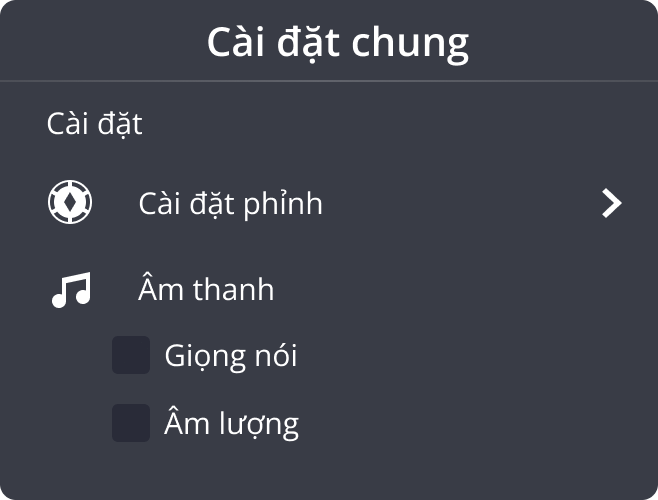 Cài đặt chung
Cài đặt
Cài đặt phỉnh
Âm thanh
Giọng nói
Âm lượng